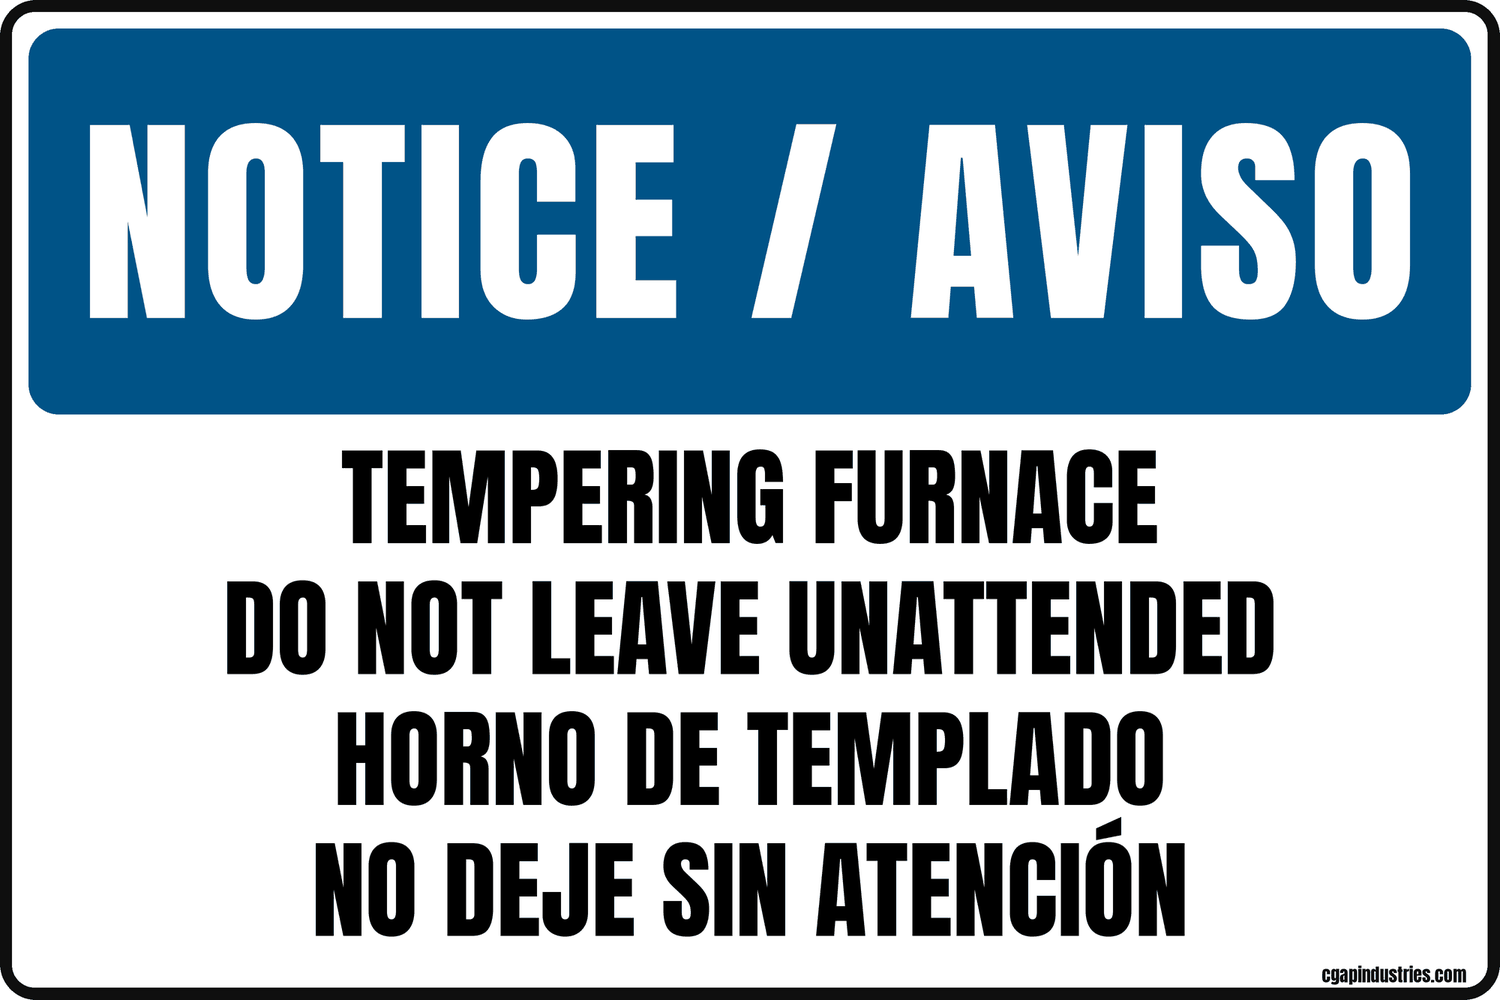 NOTICE / AVISO
TEMPERING FURNACE
DO NOT LEAVE UNATTENDED
HORNO DE TEMPLADO
NO DEJE SIN ATENCIÓN
cgapindustries.com